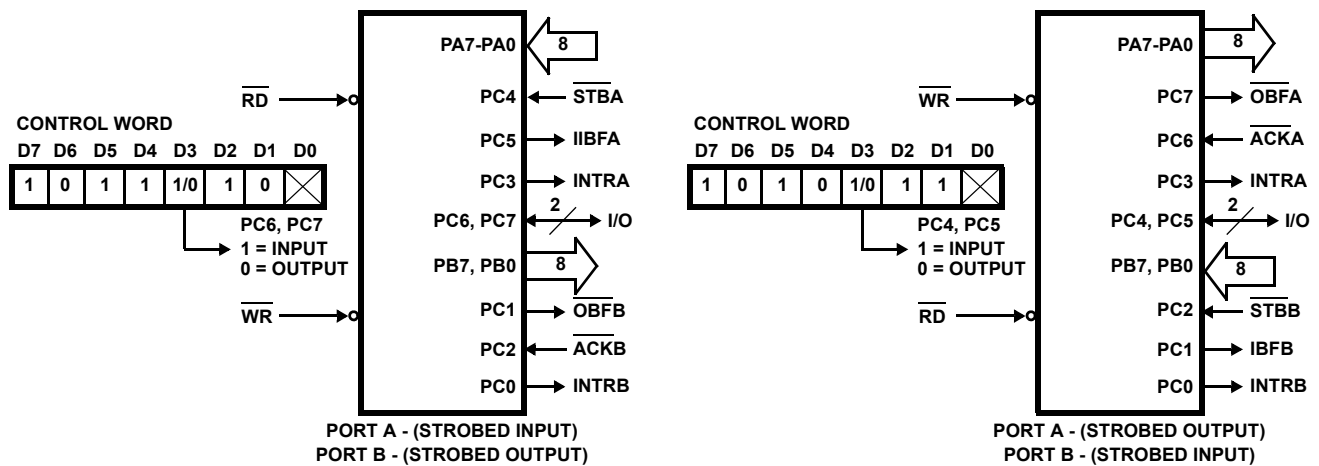 PA7-PA0 8
RD
PC4 STBA
CONTROL WORD
PC5 IIBFA
D7 D6 D5 D4 D3 D2 D1 D0
1 0 1 1 1/0 1 0
PC3 INTRA
PC6, PC7 2 I/O
PC6, PC7
1 = INPUT
0 = OUTPUT
PB7, PB0 8
WR
PC1 OBFB
PC2 ACKB
PC0 INTRB
PORT A - (STROBED INPUT)
PORT B - (STROBED OUTPUT)
PA7-PA0 8
WR
PC7 OBFA
CONTROL WORD
PC6 ACKA
D7 D6 D5 D4 D3 D2 D1 D0
1 0 1 0 1/0 1 1
PC3 INTRA
PC4, PC5 2 I/O
PC4, PC5
1 = INPUT
0 = OUTPUT
PB7, PB0 8
RD
PC2 STBB
PC1 IBFB
PC0 INTRB
PORT A - (STROBED OUTPUT)
PORT B - (STROBED INPUT)